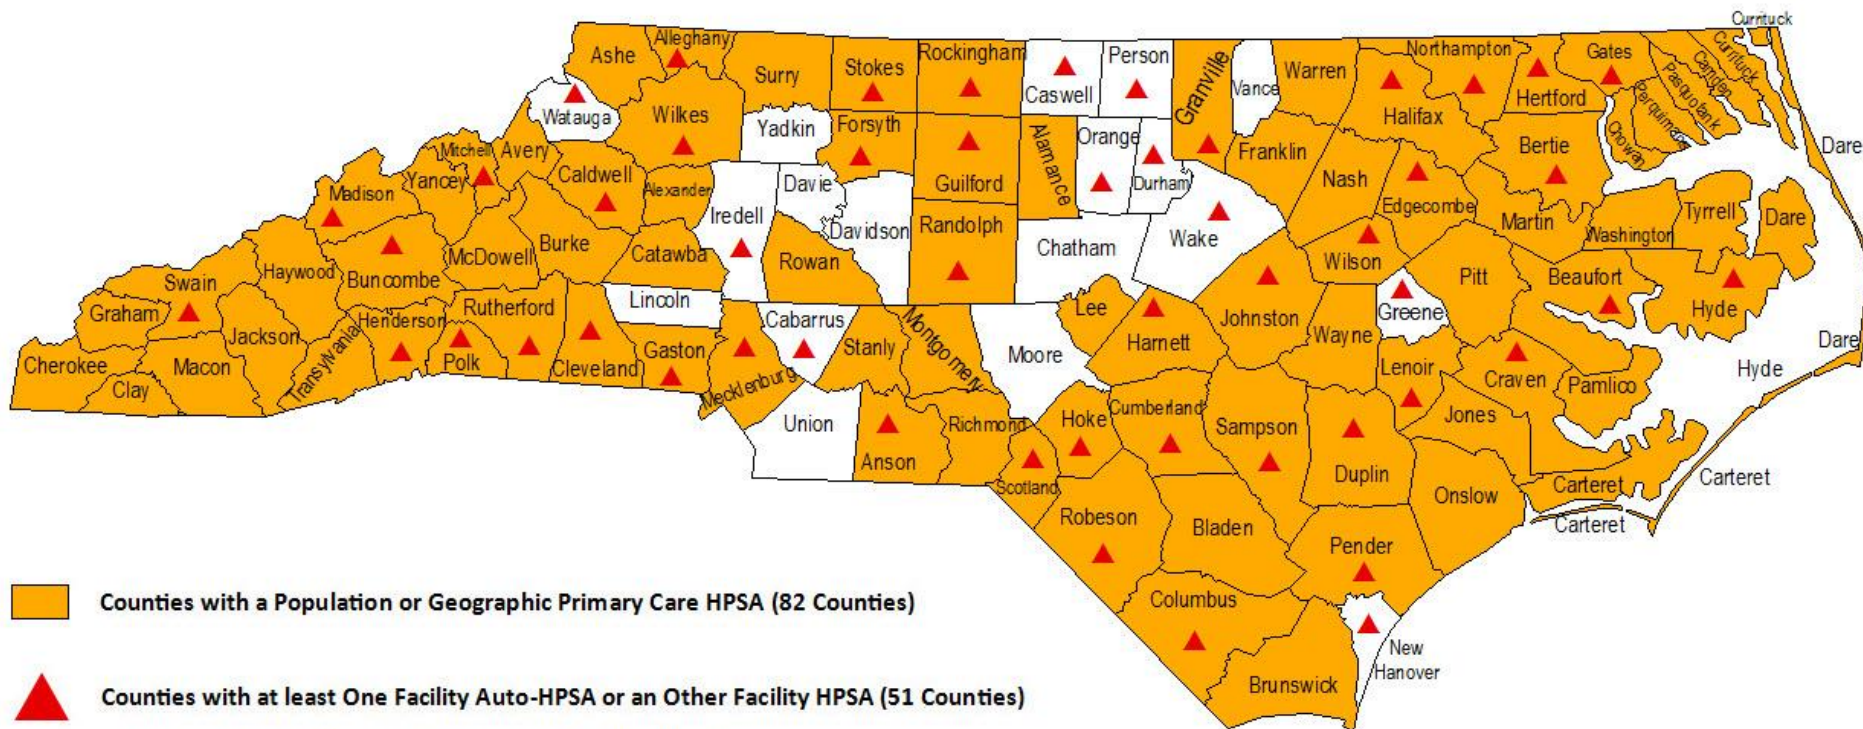 Currituck
Ashe
Alleghany
Surry
Stokes
Rockingham
Caswell
Person
Granville
Vance
Warren
Northampton
Halifax
Hertford
Gates
Currituck
Camden
Pasquotank
Perquimans
Chowan
Watauga
Wilkes
Yadkin
Forsyth
Guilford
Alamance
Orange
Durham
Franklin
Nash
Edgecombe
Bertie
Martin
Washington
Tyrrell
Dare
Dare
Mitchell
Avery
Yancey
Madison
Caldwell
Alexander
Iredell
Davie
Davidson
Randolph
Chatham
Wake
Wilson
Pitt
Beaufort
Hyde
Swain
Haywood
Buncombe
McDowell
Burke
Catawba
Rowan
Graham
Jackson
Henderson
Rutherford
Lincoln
Cabarrus
Stanly
Montgomery
Moore
Lee
Harnett
Johnston
Wayne
Greene
Lenoir
Craven
Pamlico
Hyde
Dare
Cherokee
Clay
Macon
Transylvania
Polk
Cleveland
Gaston
Mecklenburg
Union
Anson
Richmond
Scotland
Hoke
Cumberland
Sampson
Duplin
Jones
Onslow
Carteret
Carteret
Carteret
Robeson
Bladen
Pender
Columbus
Brunswick
New
Hanover
Counties with a Population or Geographic Primary Care HPSA (82 Counties)
Counties with at least One Facility Auto-HPSA or an Other Facility HPSA (51 Counties)